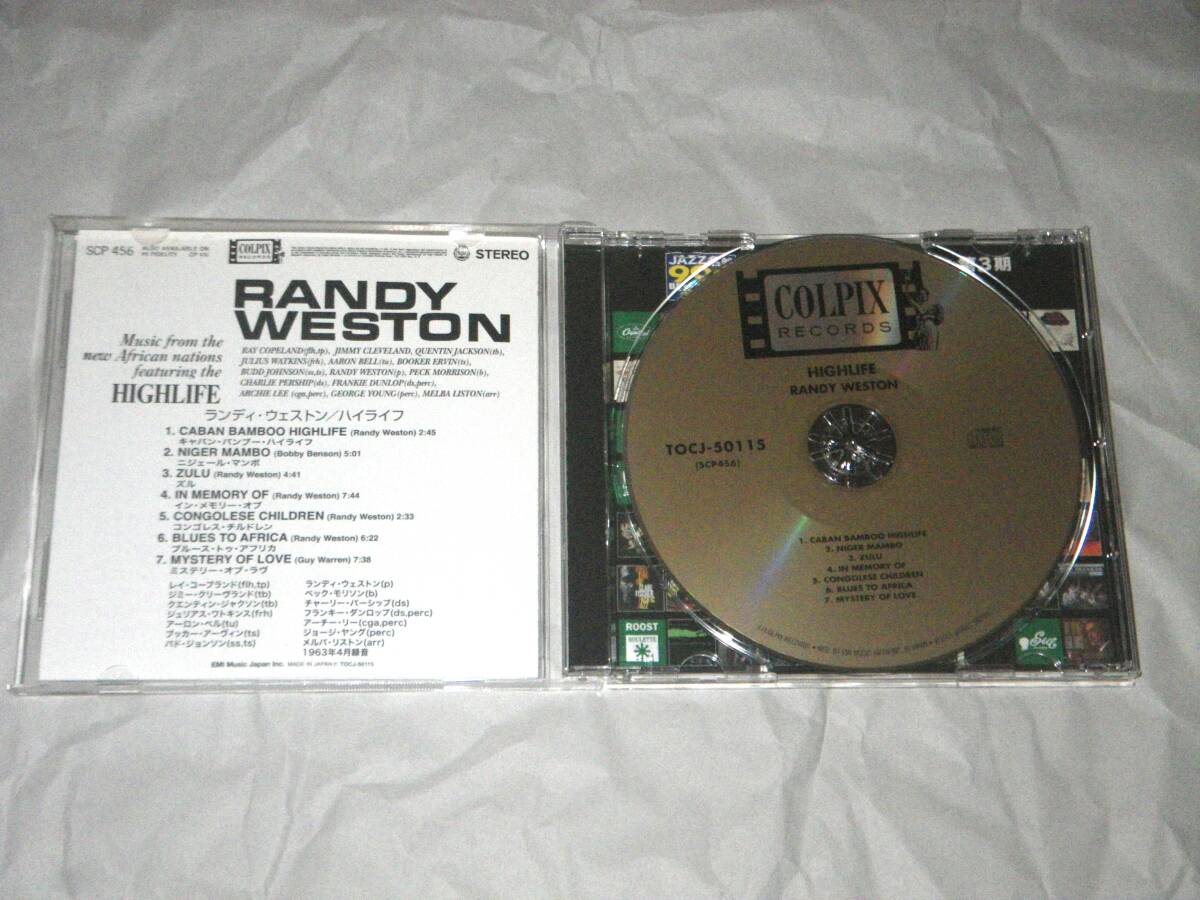 SCP 456
ALSO AVAILABLE ON
HI FIDELITY
COLPIX
RECORDS
STEREO
RANDY
WESTON
Music from the
new African nations
featuring the
HIGHLIFE
RAY COPELAND(flh,tp), JIMMY CLEVELAND, QUENTIN JACKSON(tb),
JULIUS WATKINS(frh), AARON BELL(tu), BOOKER ERVIN(ts),
BUDD JOHNSON(ss,ts), RANDY WESTON(p), PECK MORRISON(b),
CHARLIE PERSHIP(ds), FRANKIE DUNLOP(ds,perc),
ARCHIE LEE (cga,perc), GEORGE YOUNG(perc), MELBA LISTON(arr)
ランディ・ウェストン/ハイライフ
1. CABAN BAMBOO HIGHLIFE (Randy Weston) 2:45
キャバン・バンブー・ハイライフ
2. NIGER MAMBO (Bobby Benson) 5:01
ニジェール・マンボ
3. ZULU (Randy Weston) 4:41
ズル
4. IN MEMORY OF (Randy Weston) 7:44
イン・メモリー・オブ
5. CONGOLESE CHILDREN (Randy Weston) 2:33
コンゴレス・チルドレン
6. BLUES TO AFRICA (Randy Weston) 6:22
ブルース・トゥ・アフリカ
7. MYSTERY OF LOVE (Guy Warren) 7:38
ミステリー・オブ・ラヴ
レイ・コープランド(flh,tp)
ジミー・クリーヴランド(tb)
クエンティン・ジャクソン(tb)
ジュリアス・ワトキンス(frh)
アーロン・ベル(tu)
ブッカー・アーヴィン(ts)
バド・ジョンソン(ss,ts)
ランディ・ウェストン(p)
ペック・モリソン(b)
チャーリー・パーシップ(ds)
フランキー・ダンロップ(ds,perc)
アーチー・リー(cga,perc)
ジョージ・ヤング(perc)
メルバ・リストン(arr)
1963年4月録音
EMI Music Japan Inc. MADE IN JAPAN TOCJ-50115
JAZZ
第3期
COLPIX
RECORDS
HIGHLIFE
RANDY WESTON
TOCJ-50115
(SCP456)
1. CABAN BAMBOO HIGHLIFE
2. NIGER MAMBO
3. ZULU
4. IN MEMORY OF
5. CONGOLESE CHILDREN
6. BLUES TO AFRICA
7. MYSTERY OF LOVE
Capitol
ROOST
ROULETTE
Sue